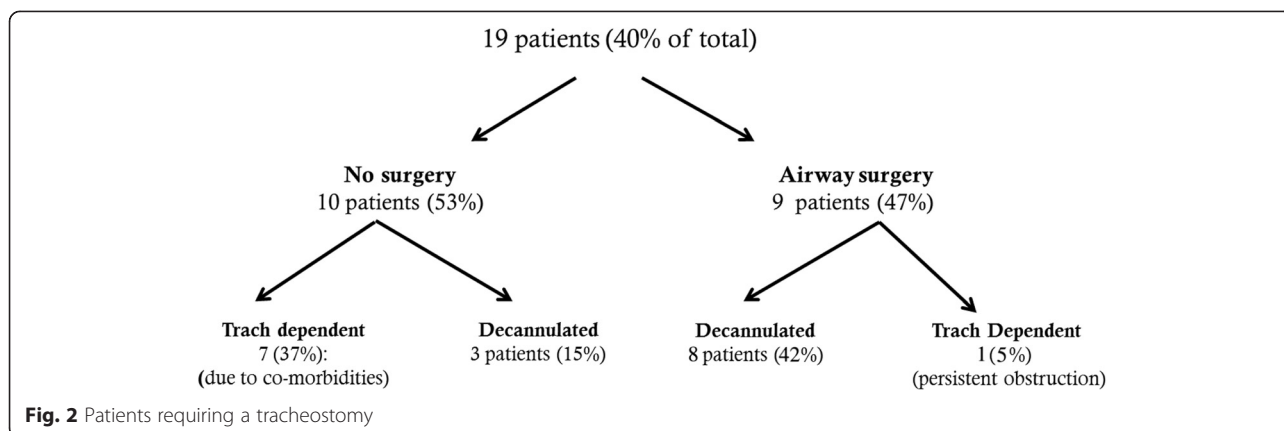 19 patients (40% of total)
No surgery
10 patients (53%)
Airway surgery
9 patients (47%)
Trach dependent
7 (37%):
(due to co-morbidities)
Decannulated
3 patients (15%)
Decannulated
8 patients (42%)
Trach Dependent
1 (5%)
(persistent obstruction)
Fig. 2 Patients requiring a tracheostomy